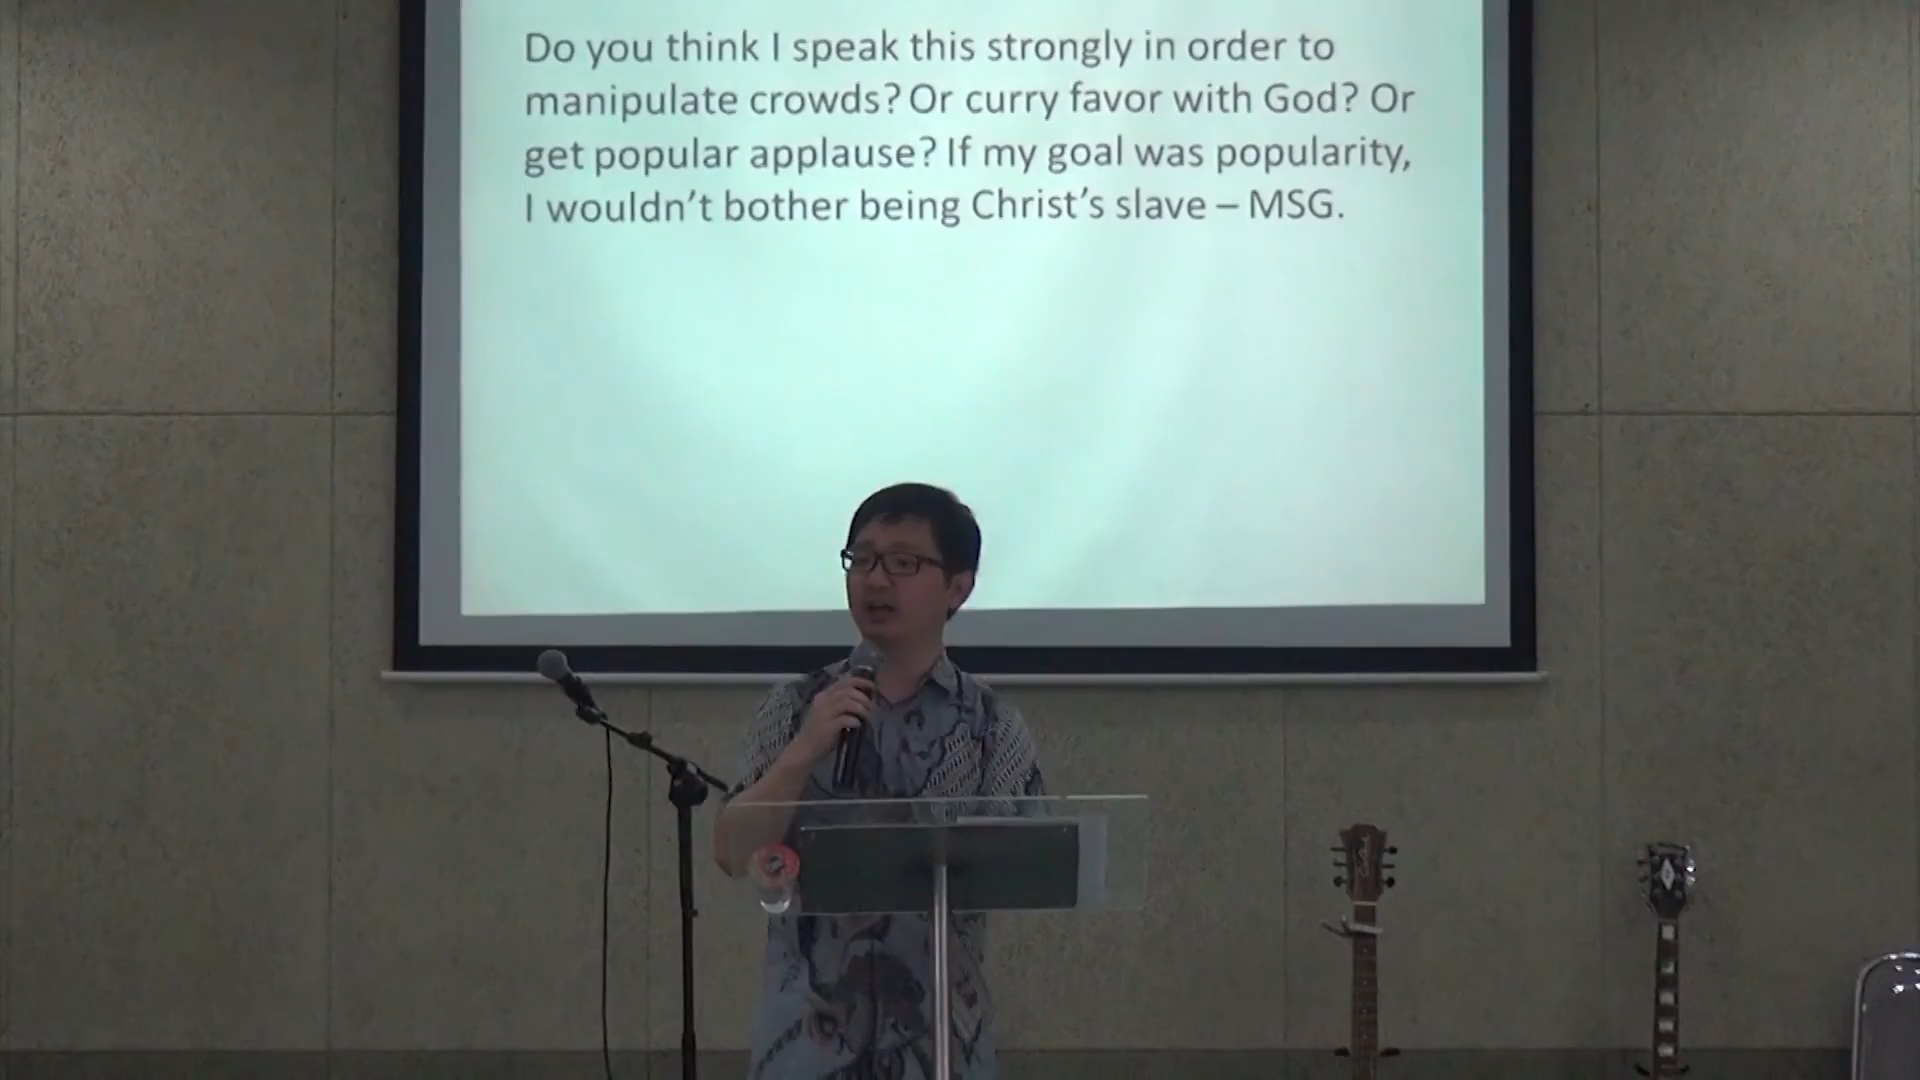 Do you think I speak this strongly in order to
manipulate crowds? Or curry favor with God? Or
get popular applause? If my goal was popularity,
I wouldn't bother being Christ's slave – MSG.